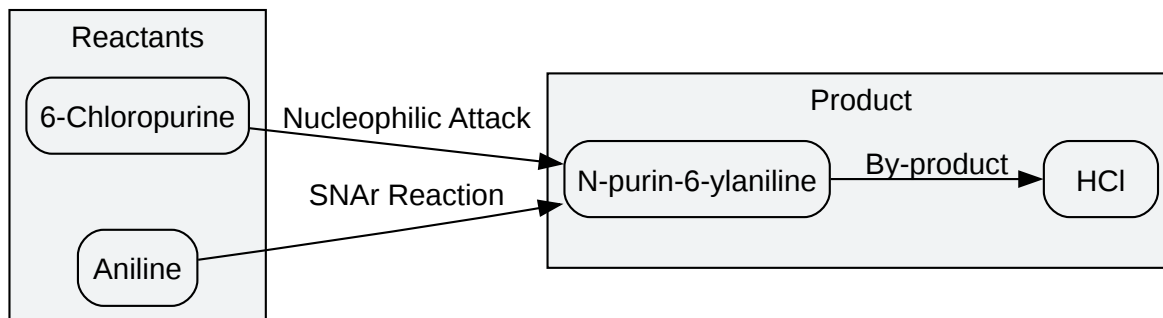 Reactants
6-Chloropurine
Nucleophilic Attack
SNAr Reaction
Aniline
Product
N-purin-6-ylaniline
By-product
HCl